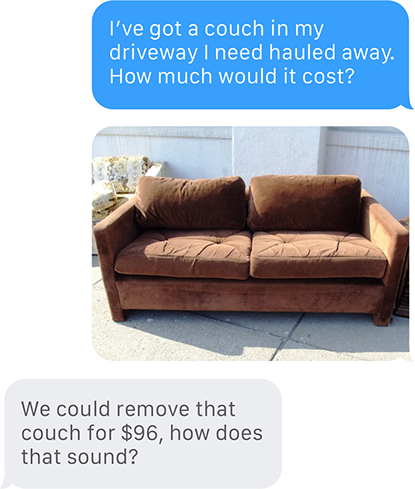 I've got a couch in my
driveway I need hauled away.
How much would it cost?
We could remove that
couch for $96, how does
that sound?